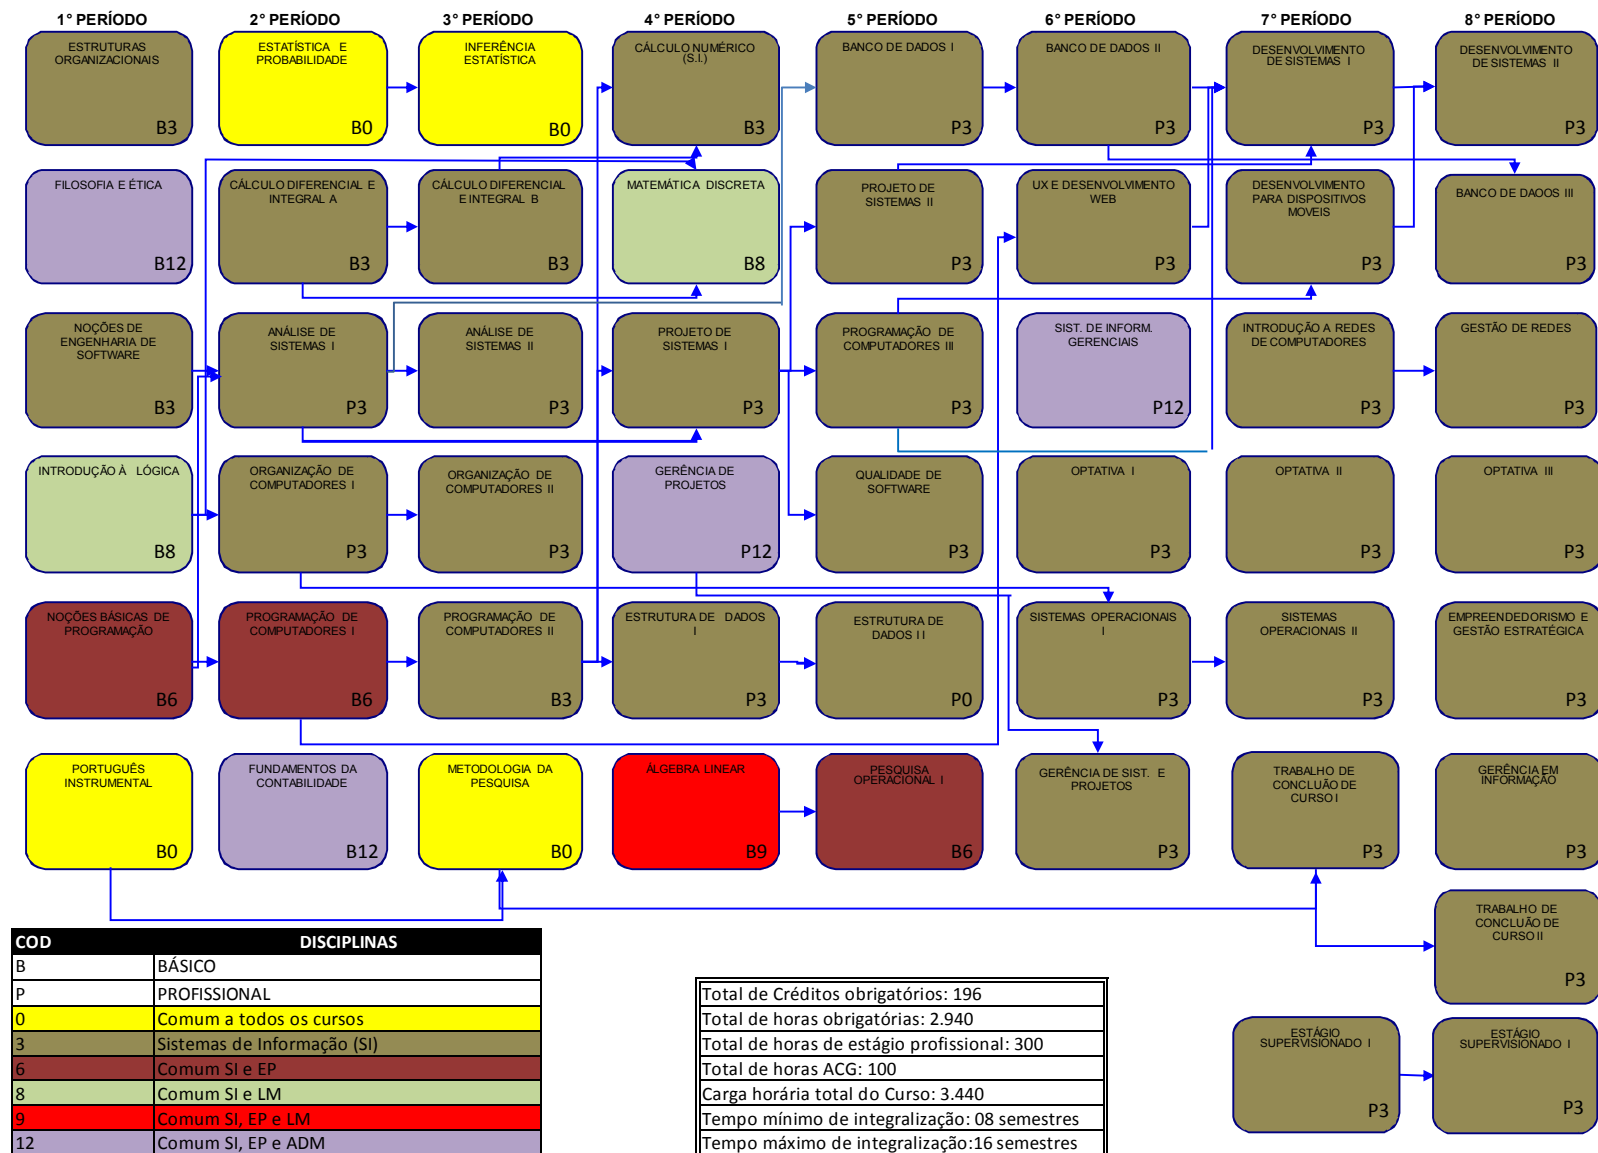 1° PERÍODO
2° PERÍODO
3° PERÍODO
4° PERÍODO
5° PERÍODO
6° PERÍODO
7° PERÍODO
8° PERÍODO
ESTRUTURAS
ORGANIZACIONAIS
B3
ESTATÍSTICA E
PROBABILIDADE
B0
INFERÊNCIA
ESTATÍSTICA
B0
CÁLCULO NUMÉRICO
(S.I.)
B3
BANCO DE DADOS I
P3
BANCO DE DADOS II
P3
DESENVOLVIMENTO
DE SISTEMAS I
P3
DESENVOLVIMENTO
DE SISTEMAS II
P3
FILOSOFIA E ÉTICA
B12
CÁLCULO DIFERENCIAL E
INTEGRAL A
B3
CÁLCULO DIFERENCIAL
E INTEGRAL B
B3
MATEMÁTICA DISCRETA
B8
PROJETO DE
SISTEMAS II
P3
UX E DESENVOLVIMENTO
WEB
P3
DESENVOLVIMENTO
PARA DISPOSITIVOS
MOVEIS
P3
BANCO DE DAOOS III
P3
NOÇÕES DE
ENGENHARIA DE
SOFTWARE
B3
ANÁLISE DE
SISTEMAS I
P3
ANÁLISE DE
SISTEMAS II
P3
PROJETO DE
SISTEMAS I
P3
PROGRAMAÇÃO DE
COMPUTADORES III
P3
SIST. DE INFORM.
GERENCIAIS
P12
INTRODUÇÃO A REDES
DE COMPUTADORES
P3
GESTÃO DE REDES
P3
INTRODUÇÃO À LÓGICA
B8
ORGANIZAÇÃO DE
COMPUTADORES I
P3
ORGANIZAÇÃO DE
COMPUTADORES II
P3
GERÊNCIA DE
PROJETOS
P12
QUALIDADE DE
SOFTWARE
P3
OPTATIVA I
P3
OPTATIVA II
P3
OPTATIVA III
P3
NOÇÕES BÁSICAS DE
PROGRAMAÇÃO
B6
PROGRAMAÇÃO DE
COMPUTADORES I
B6
PROGRAMAÇÃO DE
COMPUTADORES II
B3
ESTRUTURA DE DADOS
I
P3
ESTRUTURA DE
DADOS I I
P0
SISTEMAS OPERACIONAIS
I
P3
SISTEMAS
OPERACIONAIS II
P3
EMPREENDEDORISMO E
GESTÃO ESTRATÉGICA
P3
PORTUGUÊS
INSTRUMENTAL
B0
FUNDAMENTOS DA
CONTABILIDADE
B12
METODOLOGIA DA
PESQUISA
B0
ÁLGEBRA LINEAR
B9
PESQUISA
OPERACIONAL I
B6
GERÊNCIA DE SIST. E
PROJETOS
P3
TRABALHO DE
CONCLUÃO DE
CURSO I
P3
GERÊNCIA EM
INFORMAÇÃO
P3
TRABALHO DE
CONCLUÃO DE
CURSO II
P3
ESTÁGIO
SUPERVISIONADO I
P3
ESTÁGIO
SUPERVISIONADO I
P3
COD DISCIPLINAS
B BÁSICO
P PROFISSIONAL
0 Comum a todos os cursos
3 Sistemas de Informação (SI)
6 Comum SI e EP
8 Comum SI e LM
9 Comum SI, EP e LM
12 Comum SI, EP e ADM
Total de Créditos obrigatórios: 196
Total de horas obrigatórias: 2.940
Total de horas de estágio profissional: 300
Total de horas ACG: 100
Carga horária total do Curso: 3.440
Tempo mínimo de integralização: 08 semestres
Tempo máximo de integralização:16 semestres